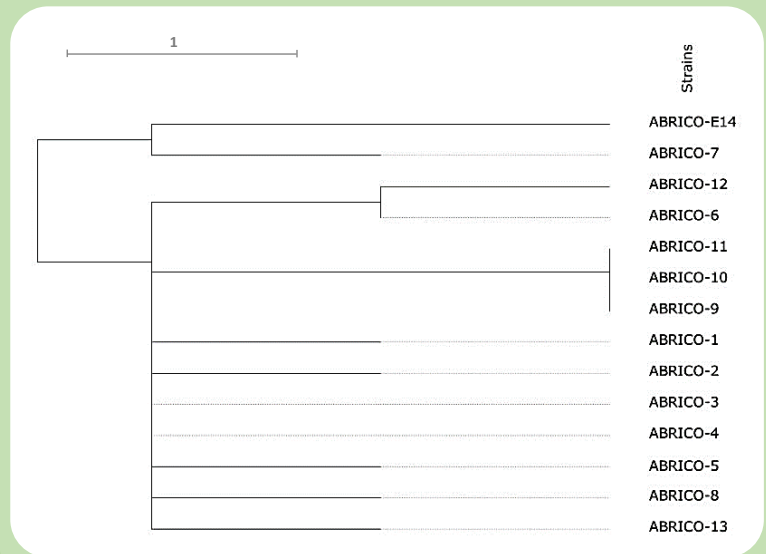 1
Strains
ABRICO-E14
ABRICO-7
ABRICO-12
ABRICO-6
ABRICO-11
ABRICO-10
ABRICO-9
ABRICO-1
ABRICO-2
ABRICO-3
ABRICO-4
ABRICO-5
ABRICO-8
ABRICO-13